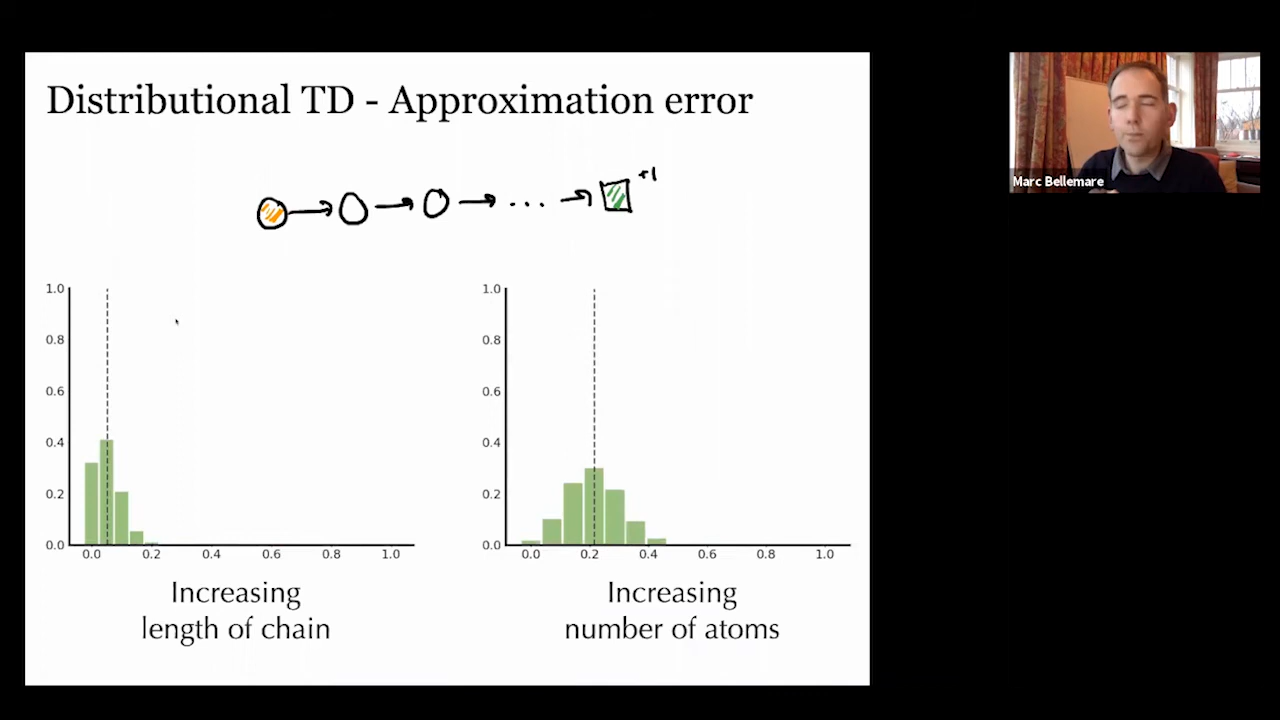 Distributional TD - Approximation error
+1
Marc Bellemare
1.0
0.8
0.6
0.4
0.2
0.0
0.0 0.2 0.4 0.6 0.8 1.0
Increasing
length of chain
1.0
0.8
0.6
0.4
0.2
0.0
0.0 0.2 0.4 0.6 0.8 1.0
Increasing
number of atoms